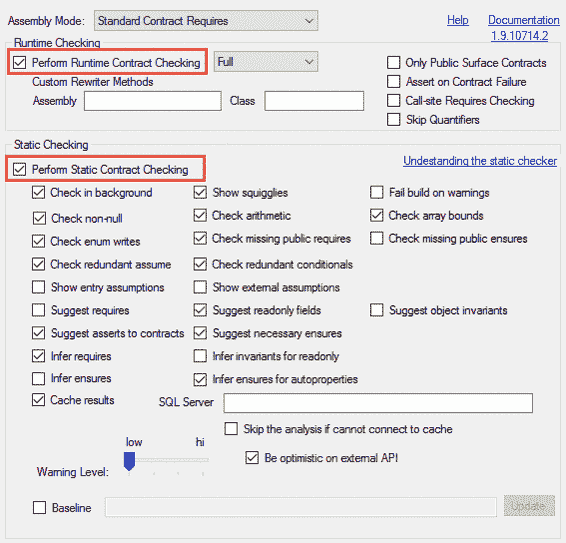 Assembly Mode: Standard Contract Requires Help Documentation
1.9.10714.2
Runtime Checking
Perform Runtime Contract Checking Full Only Public Surface Contracts
Custom Rewriter Methods Assert on Contract Failure
Assembly Class Call-site Requires Checking
Skip Quantifiers
Static Checking
Perform Static Contract Checking Undestanding the static checker
Check in background Show squigglies Fail build on warnings
Check non-null Check arithmetic Check array bounds
Check enum writes Check missing public requires Check missing public ensures
Check redundant assume Check redundant conditionals
Show entry assumptions Show external assumptions
Suggest requires Suggest readonly fields Suggest object invariants
Suggest asserts to contracts Suggest necessary ensures
Infer requires Infer invariants for readonly
Infer ensures Infer ensures for autoproperties
Cache results SQL Server
Skip the analysis if cannot connect to cache
low hi
Warning Level: Be optimistic on external API
Baseline Update